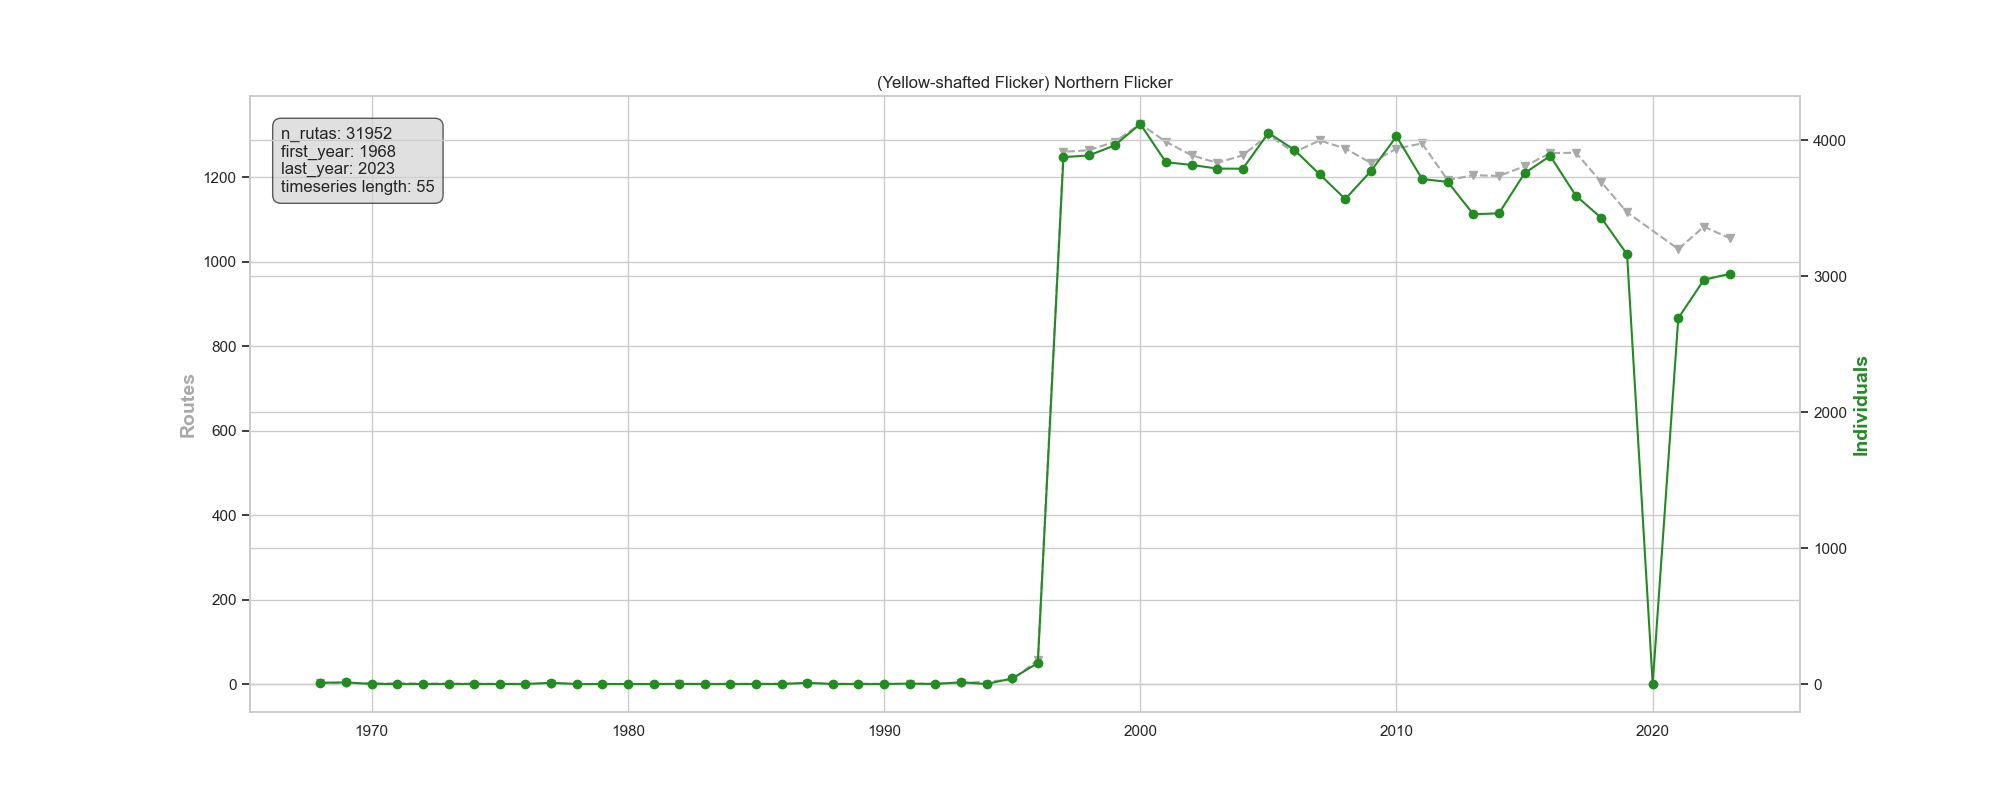 (Yellow-shafted Flicker) Northern Flicker
n_rutas: 31952
first_year: 1968
last_year: 2023
timeseries length: 55
Routes
1200
1000
800
600
400
200
0
4000
3000
2000
1000
0
Individuals
1970 1980 1990 2000 2010 2020